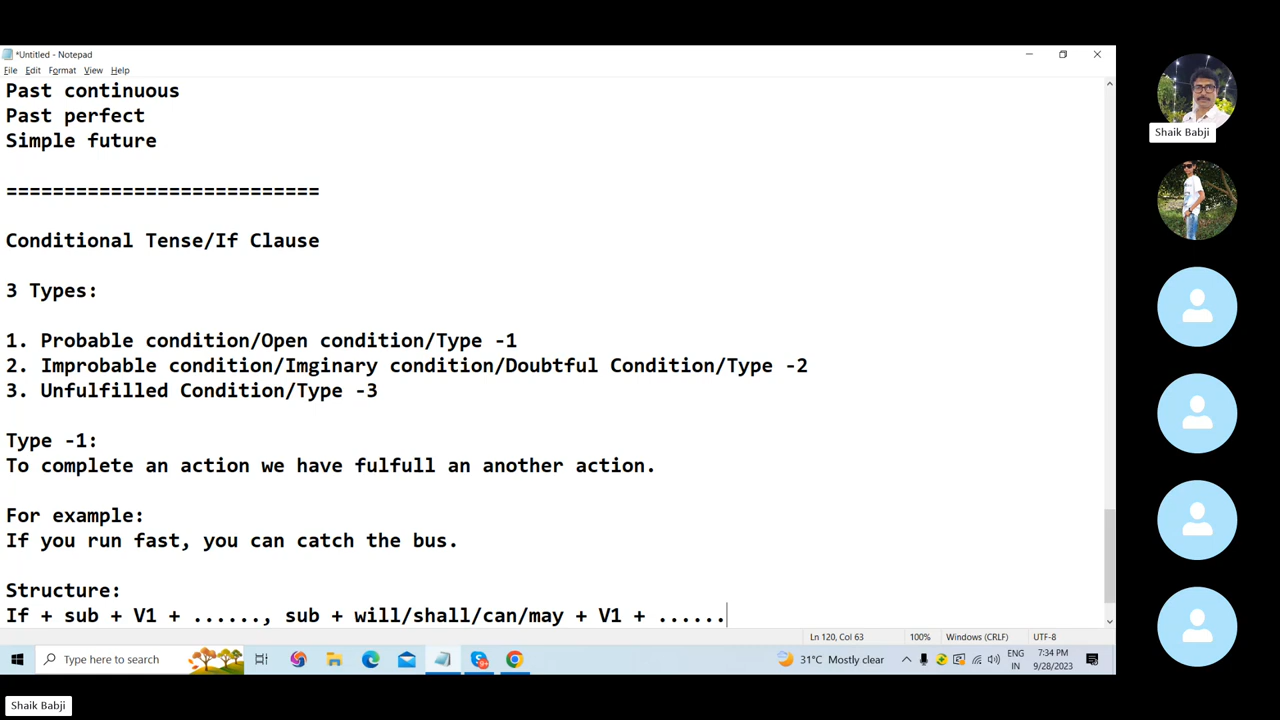 *Untitled - Notepad
File Edit Format View Help
Past continuous
Past perfect
Simple future
===========================
Conditional Tense/If Clause
3 Types:
1. Probable condition/Open condition/Type -1
2. Improbable condition/Imginary condition/Doubtful Condition/Type -2
3. Unfulfilled Condition/Type -3
Type -1:
To complete an action we have fulfull an another action.
For example:
If you run fast, you can catch the bus.
Structure:
If + sub + V1 + ......, sub + will/shall/can/may + V1 + ......
Ln 120, Col 63 100% Windows (CRLF) UTF-8
Type here to search
31°C Mostly clear
ENG
IN
7:34 PM
9/28/2023
Shaik Babji
Shaik Babji